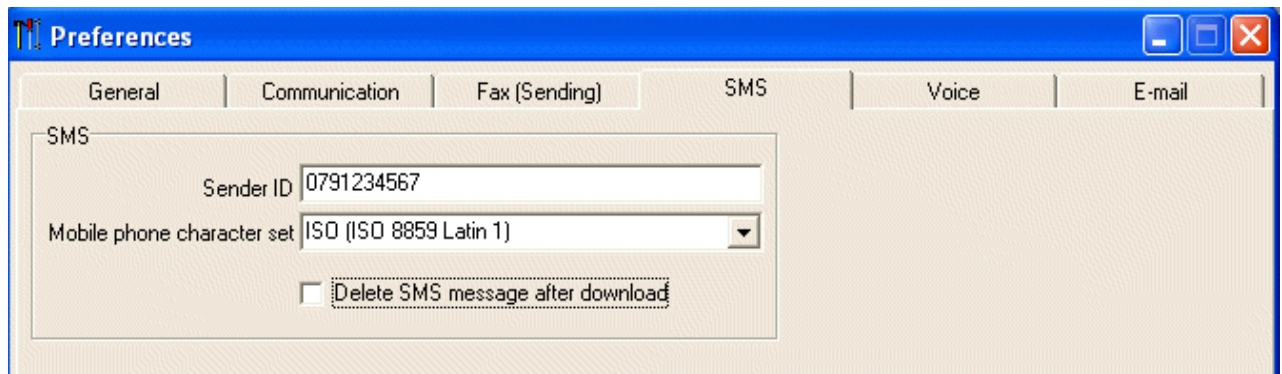 Preferences
General Communication Fax (Sending) SMS Voice E-mail
SMS
Sender ID 0791234567
Mobile phone character set ISO (ISO 8859 Latin 1)
Delete SMS message after download